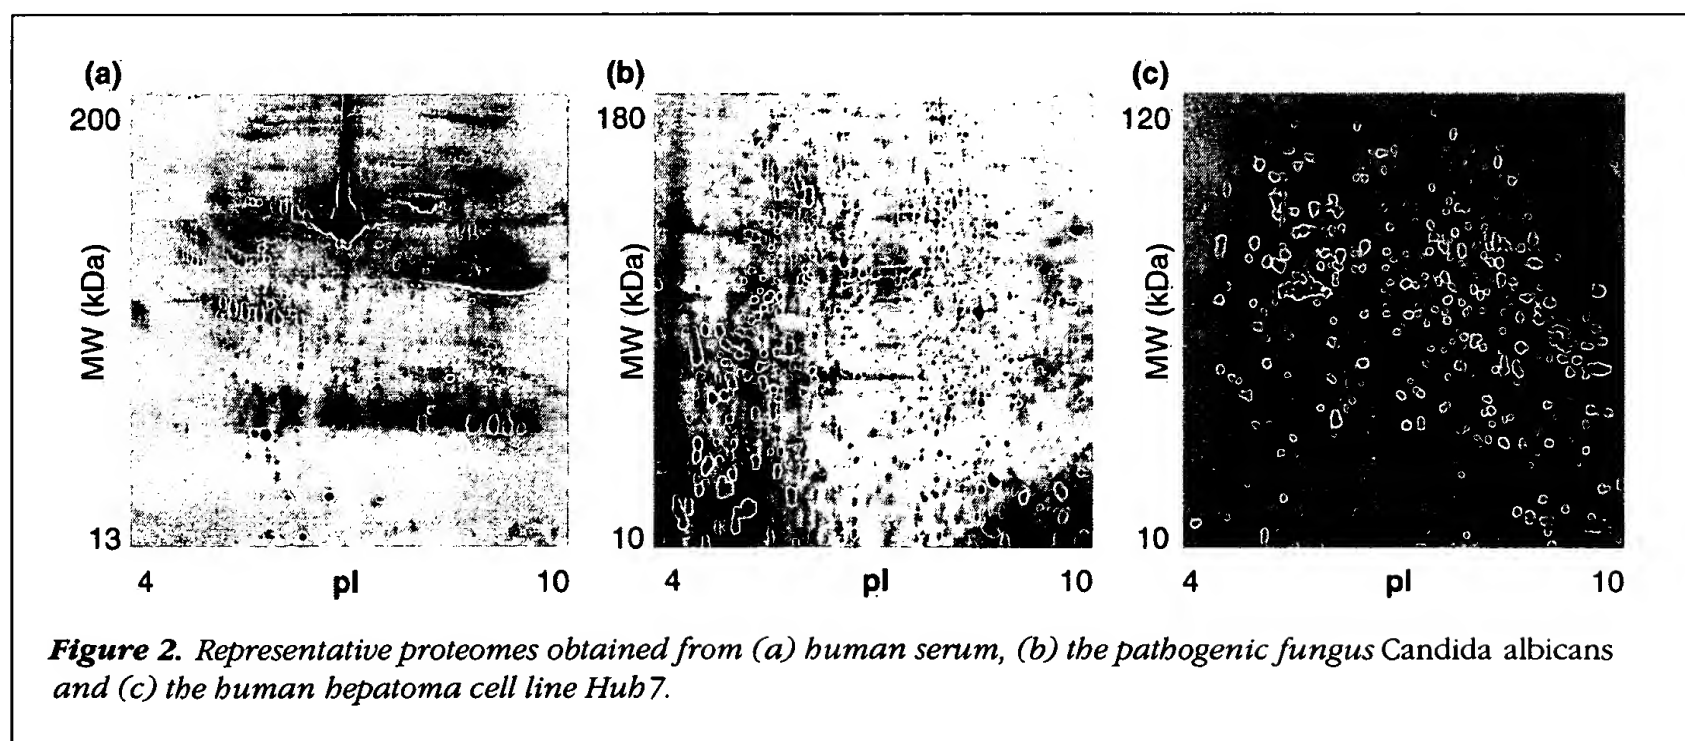 (a)
(b)
(c)
200
180
120
MW (kDa)
MW (kDa)
MW (kDa)
13
10
10
4 pI 10
4 pI 10
4 pI 10
Figure 2. Representative proteomes obtained from (a) human serum, (b) the pathogenic fungus Candida albicans
and (c) the human hepatoma cell line Huh7.